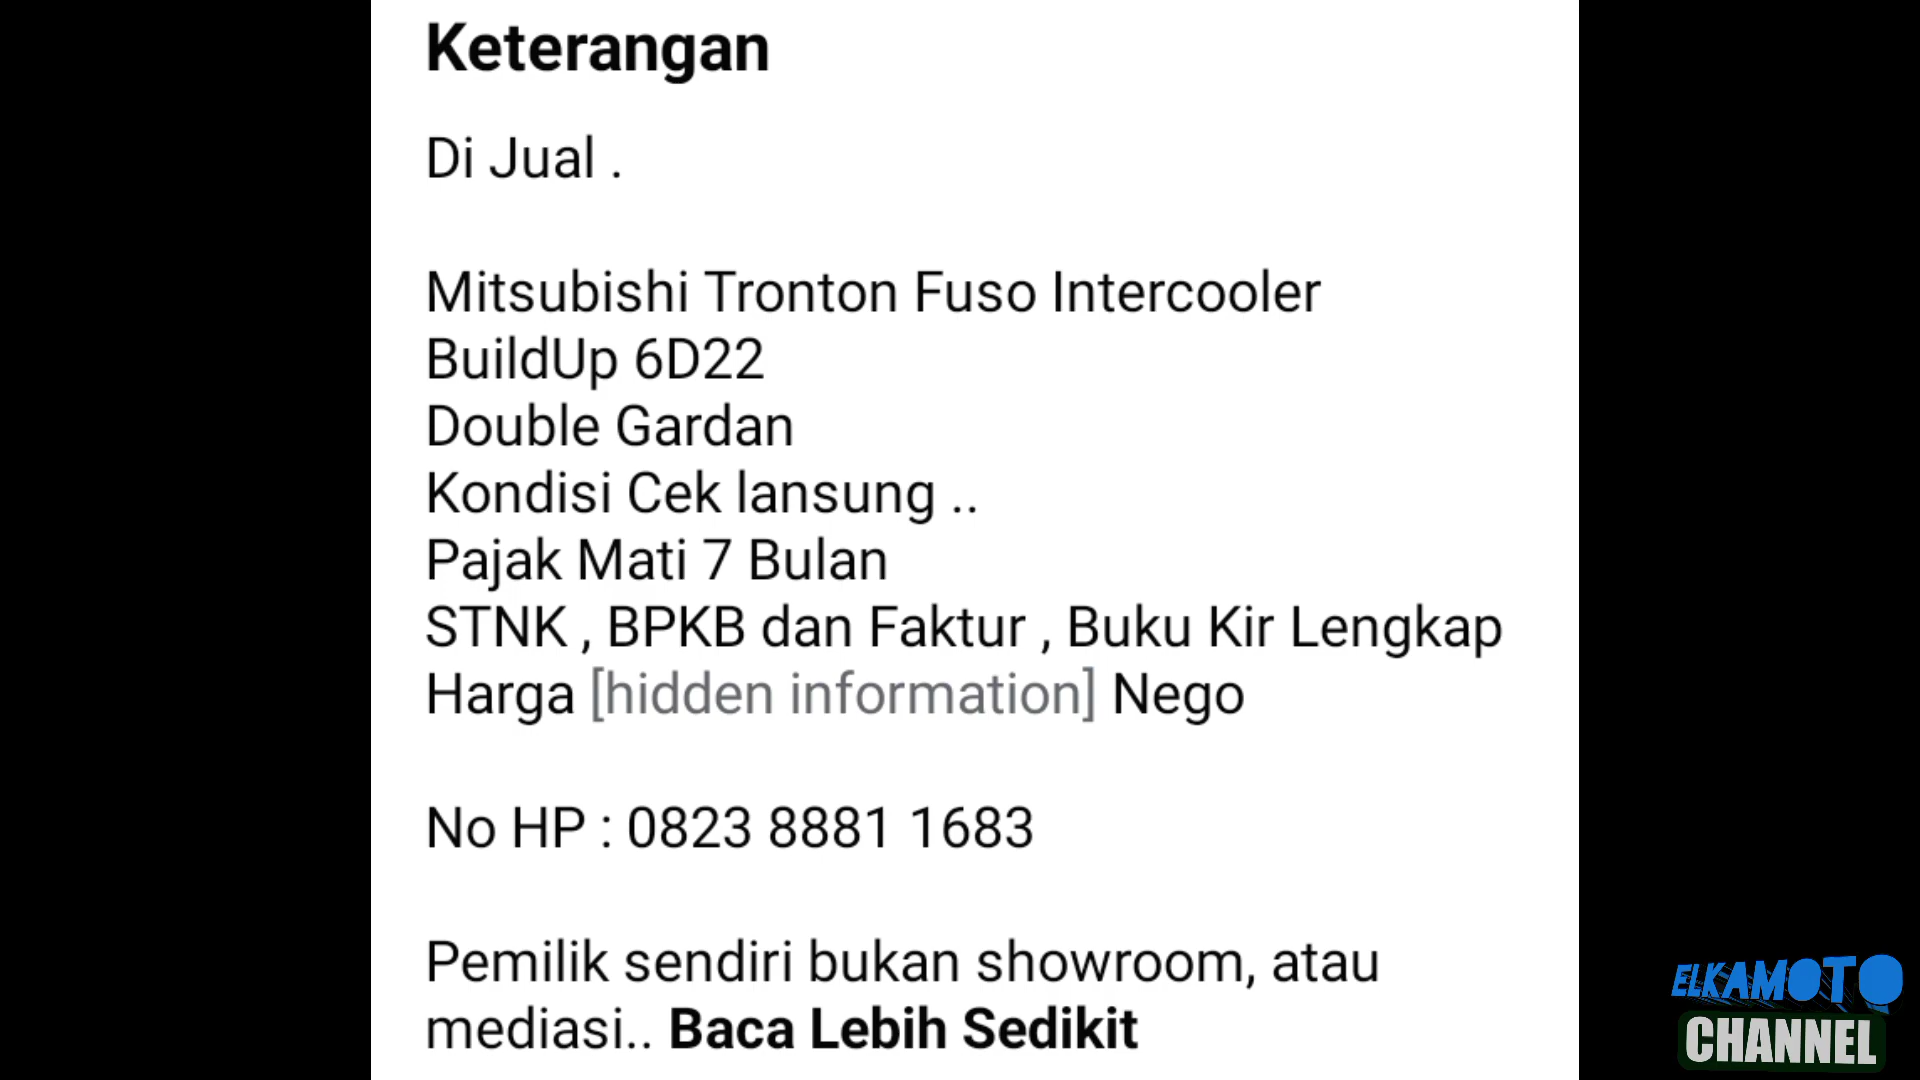 Keterangan
Di Jual .
Mitsubishi Tronton Fuso Intercooler
BuildUp 6D22
Double Gardan
Kondisi Cek lansung ..
Pajak Mati 7 Bulan
STNK , BPKB dan Faktur , Buku Kir Lengkap
Harga [hidden information] Nego
No HP : 0823 8881 1683
Pemilik sendiri bukan showroom, atau
mediasi.. Baca Lebih Sedikit
ELKAMOTO
CHANNEL